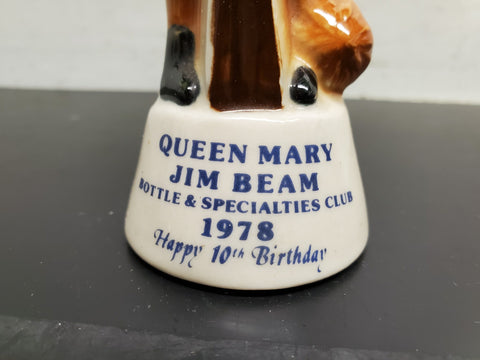 QUEEN MARY
JIM BEAM
BOTTLE & SPECIALTIES CLUB
1978
Happy 10th Birthday